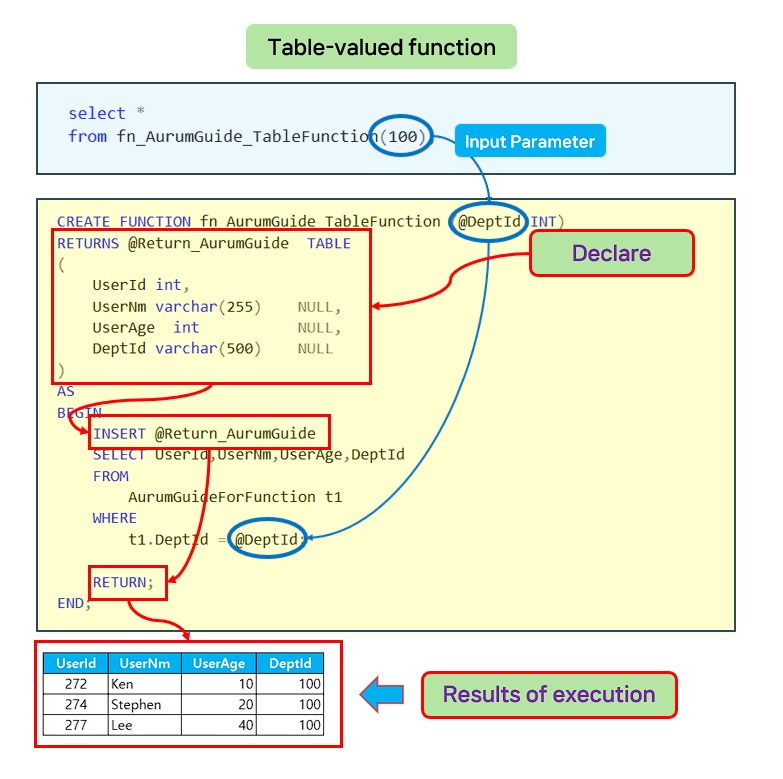 Table-valued function
select *
from fn_AurumGuide_TableFunction(100)
Input Parameter
CREATE FUNCTION fn_AurumGuide_TableFunction (@DeptId INT)
RETURNS @Return_AurumGuide TABLE
Declare
(
UserId int,
UserNm varchar(255) NULL,
UserAge int NULL,
DeptId varchar(500) NULL
)
AS
BEGIN
INSERT @Return_AurumGuide
SELECT UserId,UserNm,UserAge,DeptId
FROM
AurumGuideForFunction t1
WHERE
t1.DeptId = @DeptId;
RETURN;
END;
UserId UserNm UserAge DeptId
272 Ken 10 100
274 Stephen 20 100
277 Lee 40 100
Results of execution